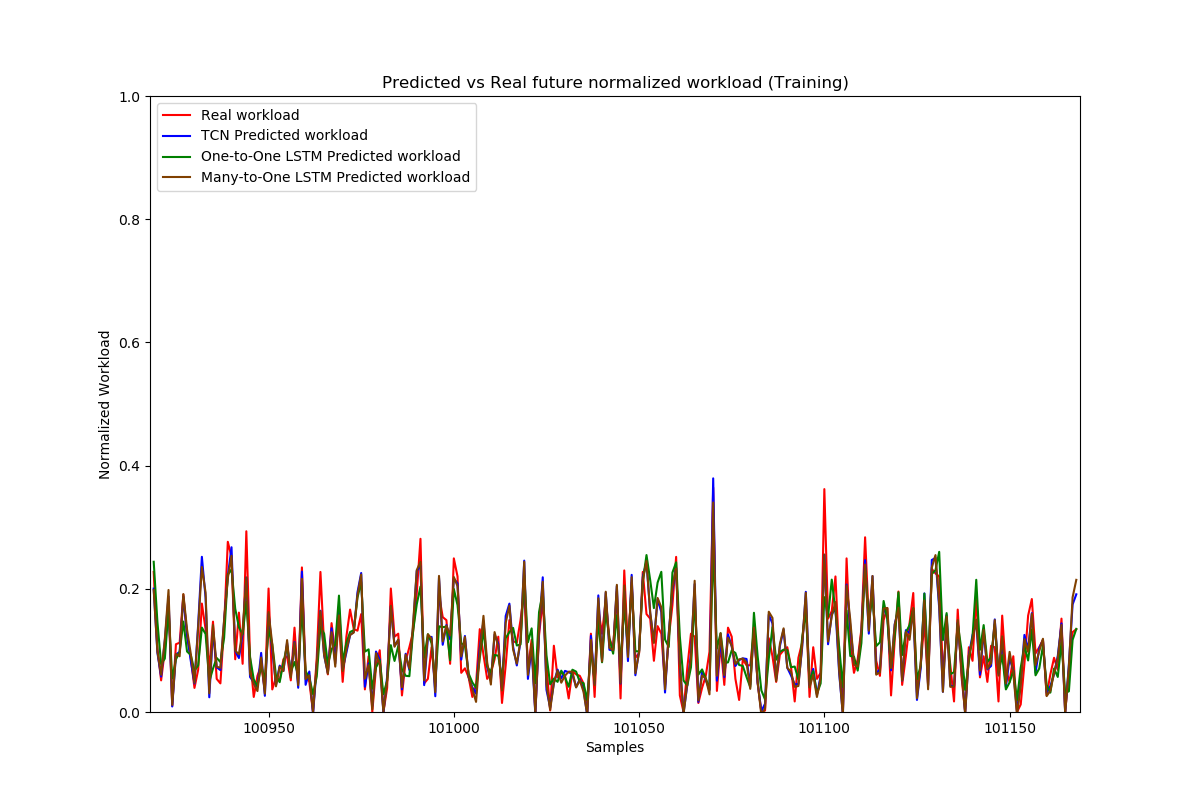 Predicted vs Real future normalized workload (Training)
1.0
Real workload
TCN Predicted workload
One-to-One LSTM Predicted workload
Many-to-One LSTM Predicted workload
0.8
0.6
Normalized Workload
0.4
0.2
0.0
100950 101000 101050 101100 101150
Samples